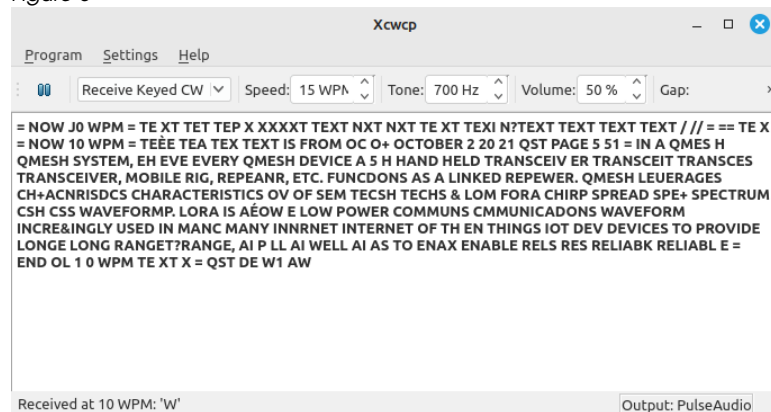 Xcwcp
Program Settings Help
Receive Keyed CW Speed: 15 WPM Tone: 700 Hz Volume: 50 % Gap:
= NOW J0 WPM = TE XT TET TEP X XXXXT TEXT NXT NXT TE XT TEXI N?TEXT TEXT TEXT TEXT / // = == TE X
= NOW 10 WPM = TEÈE TEA TEX TEXT IS FROM OC O+ OCTOBER 2 20 21 QST PAGE 5 51 = IN A QMES H
QMESH SYSTEM, EH EVE EVERY QMESH DEVICE A 5 H HAND HELD TRANSCEIV ER TRANSCEIT TRANSCES
TRANSCEIVER, MOBILE RIG, REPEANR, ETC. FUNCDONS AS A LINKED REPEWER. QMESH LEUERAGES
CH+ACNRISDCS CHARACTERISTICS OV OF SEM TECSH TECHS & LOM FORA CHIRP SPREAD SPE+ SPECTRUM
CSH CSS WAVEFORMP. LORA IS AÉOW E LOW POWER COMMUNS CMMUNICADONS WAVEFORM
INCRE&INGLY USED IN MANC MANY INNRNET INTERNET OF TH EN THINGS IOT DEV DEVICES TO PROVIDE
LONGE LONG RANGET?RANGE, AI P LL AI WELL AI AS TO ENAX ENABLE RELS RES RELIABK RELIABL E =
END OL 1 0 WPM TE XT X = QST DE W1 AW
Received at 10 WPM: 'W' Output: PulseAudio